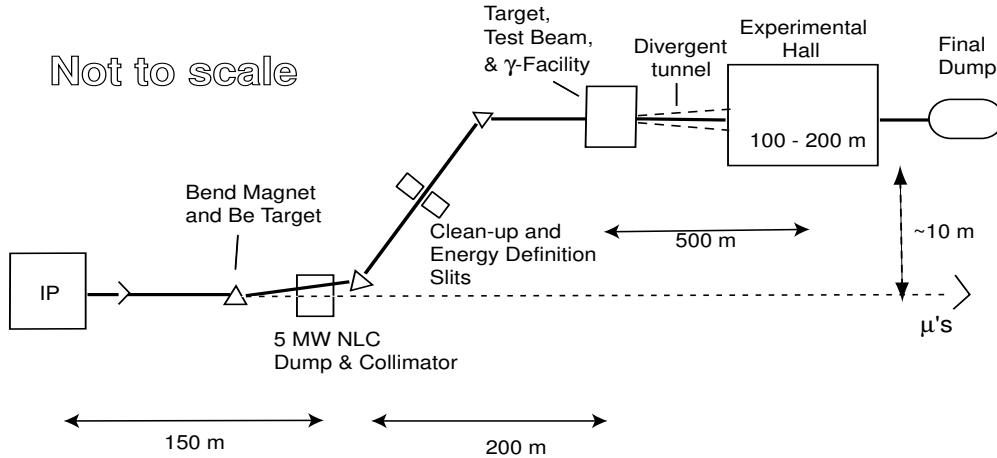 Not to scale
Target,
Test Beam,
& γ-Facility
Divergent
tunnel
Experimental
Hall
Final
Dump
100 - 200 m
Bend Magnet
and Be Target
Clean-up and
Energy Definition
Slits
500 m
~10 m
IP
μ's
5 MW NLC
Dump & Collimator
150 m
200 m